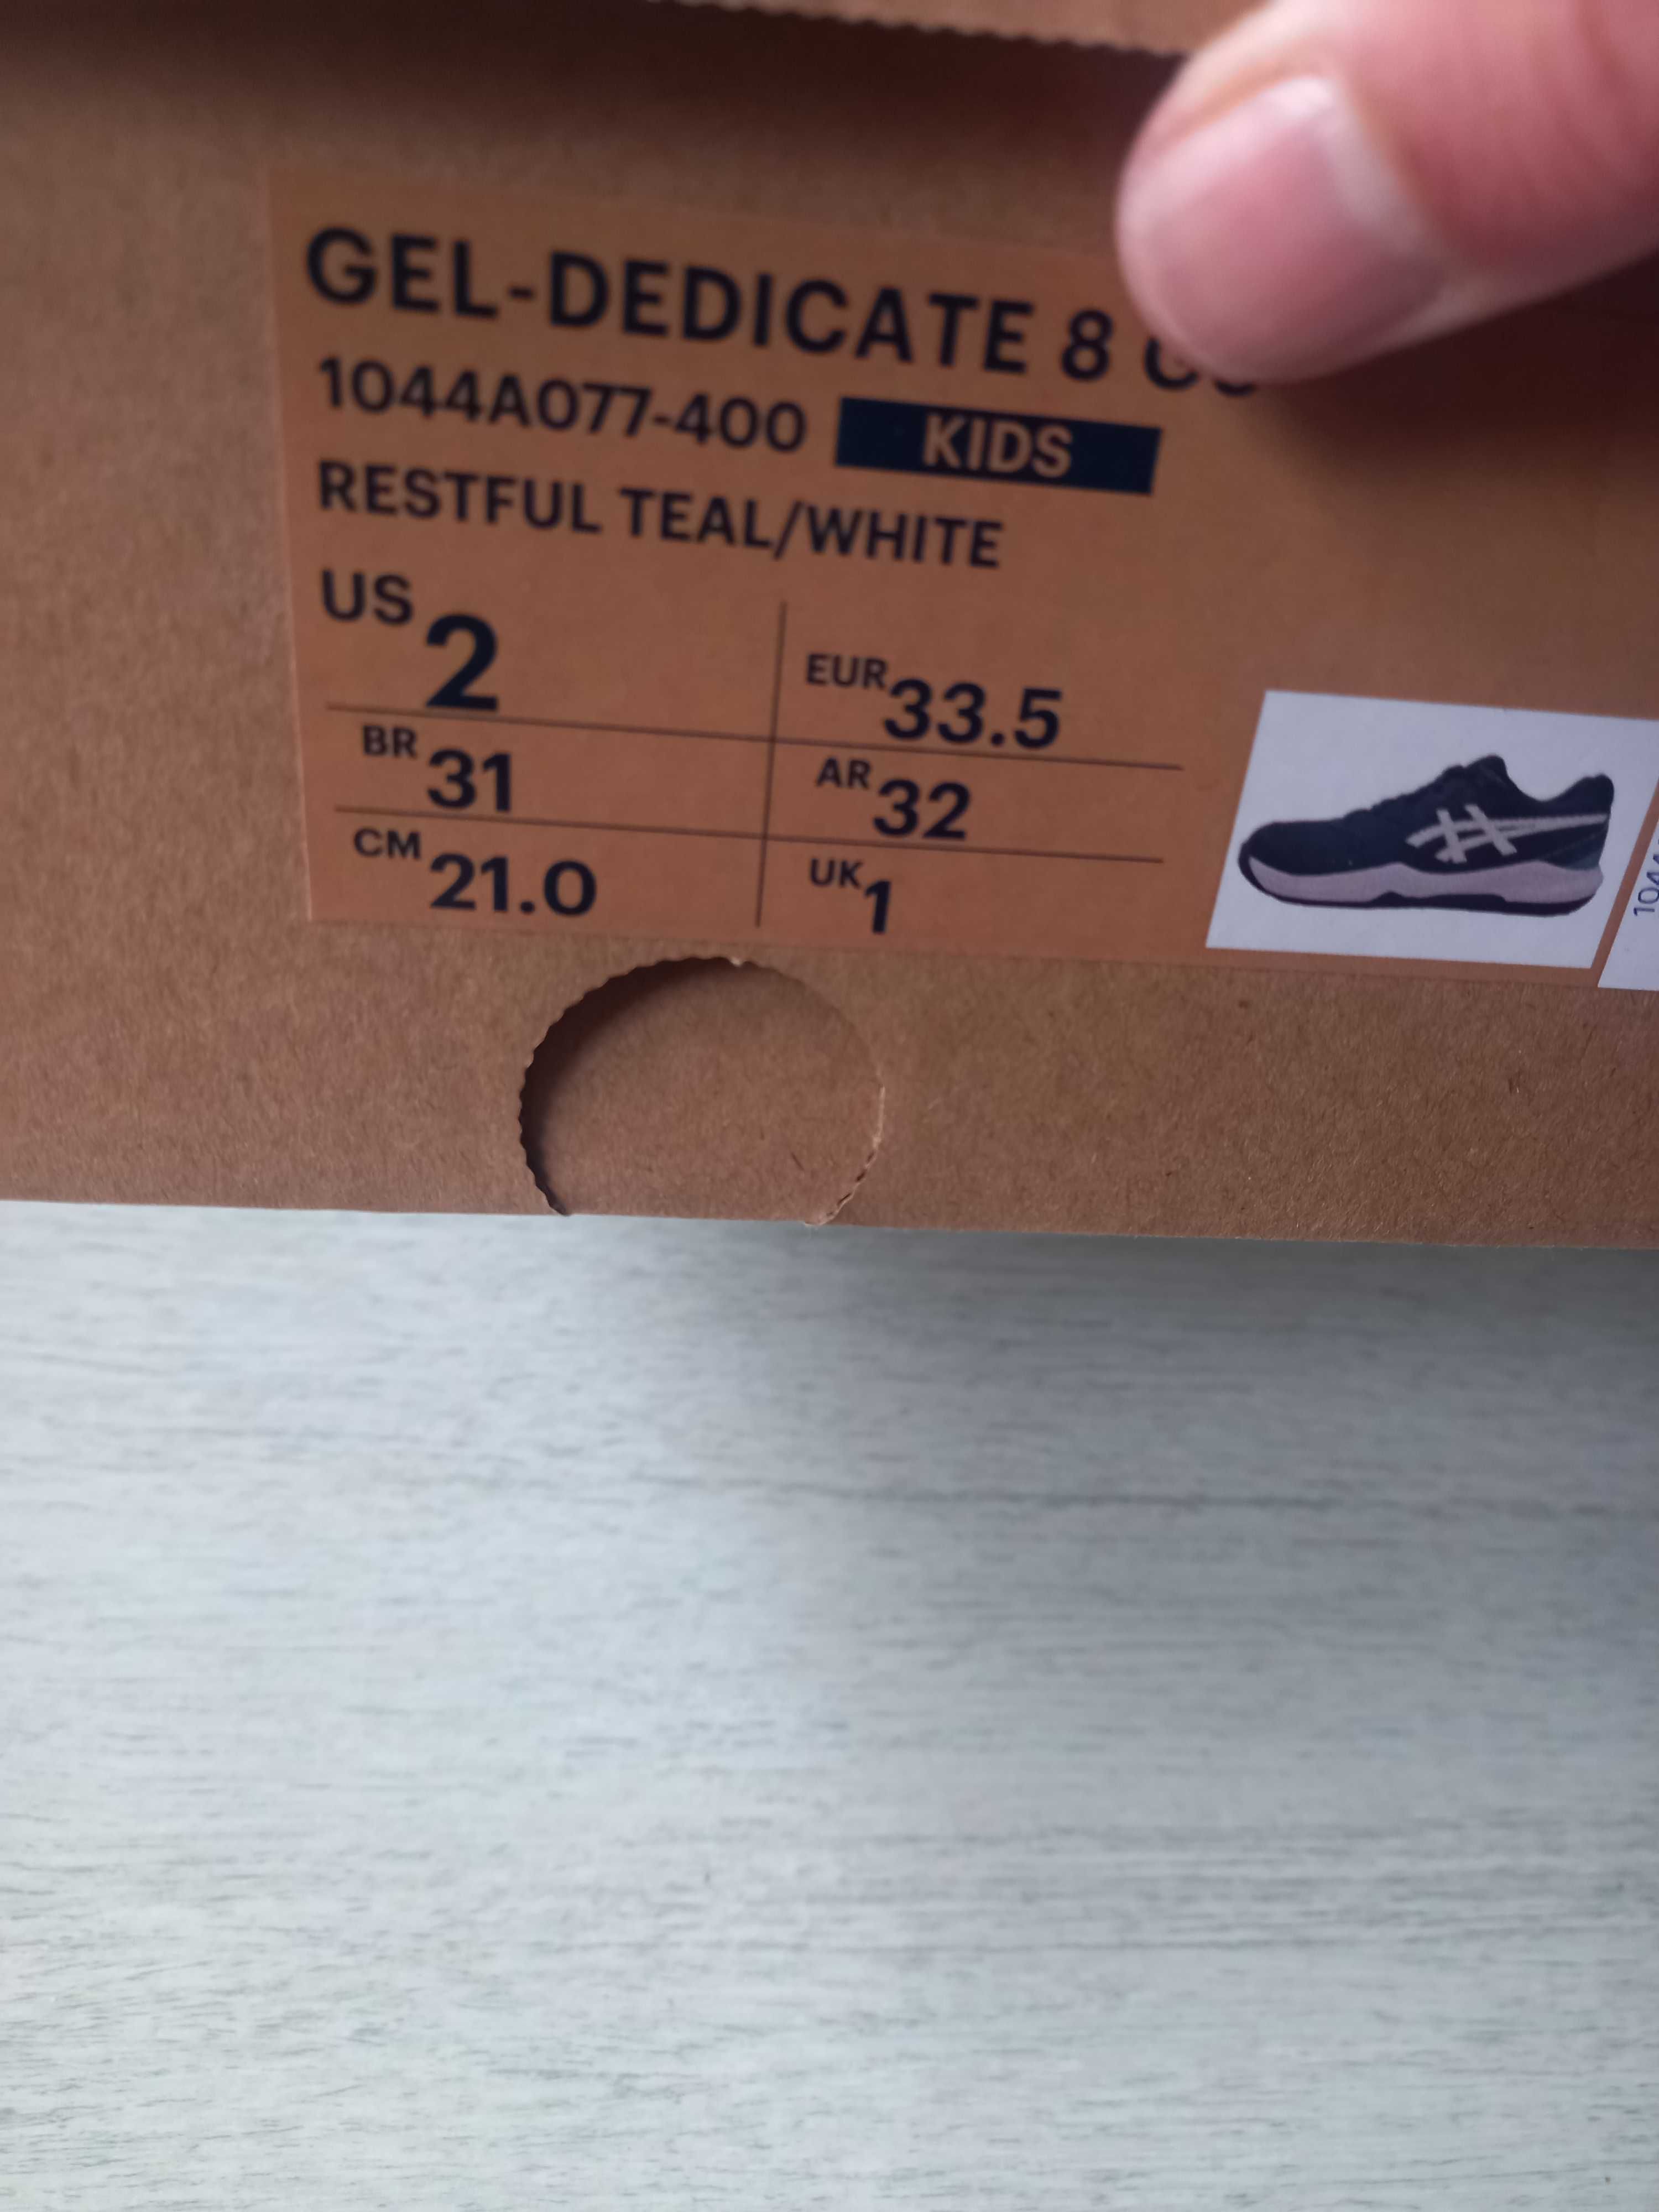 GEL-DEDICATE 8
1044A077-400 KIDS
RESTFUL TEAL/WHITE
US 2 EUR 33.5
BR 31 AR 32
CM 21.0 UK 1